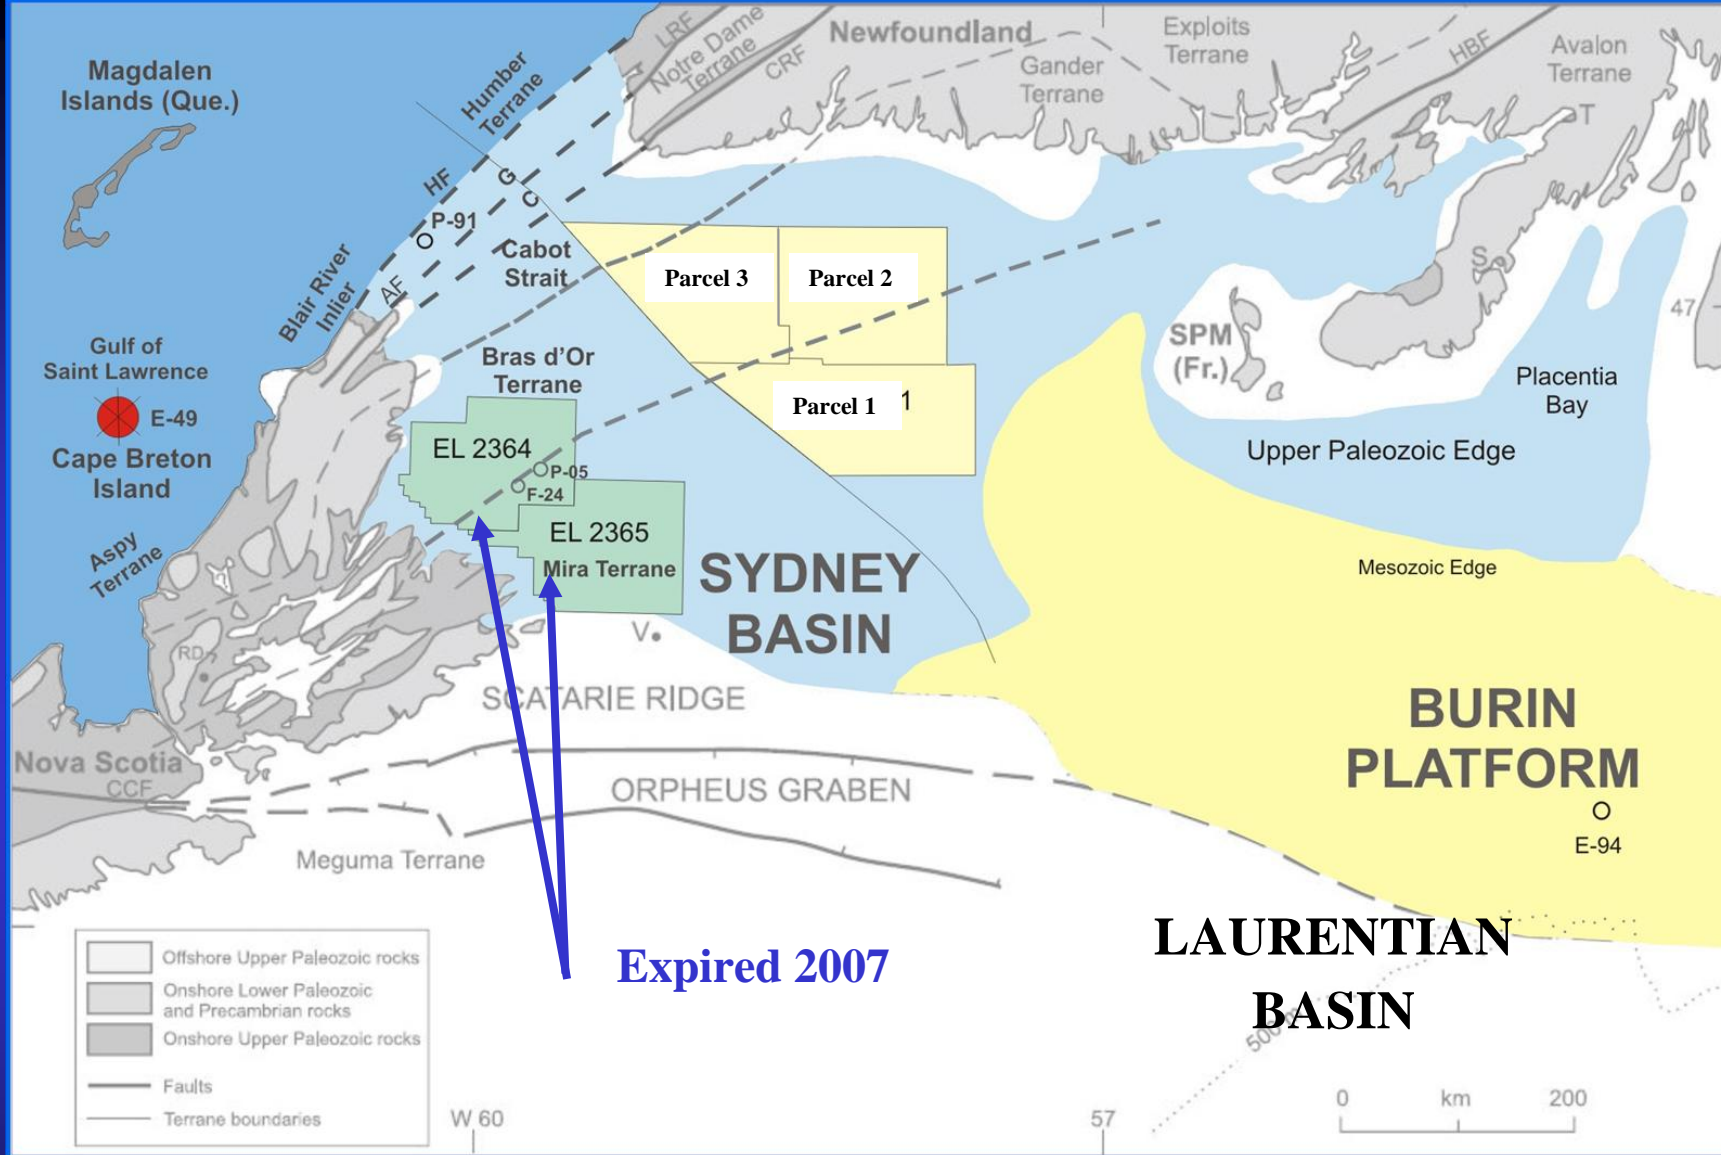 Magdalen
Islands (Que.)
Humber
Terrane
LRF
Notre Dame
Terrane
CRF
Newfoundland
Gander
Terrane
Exploits
Terrane
HBF
Avalon
Terrane
T
HF
G
C
P-91
Cabot
Strait
AF
Blair River
Inlier
Parcel 3
Parcel 2
Parcel 1
1
S
47
SPM
(Fr.)
Placentia
Bay
Gulf of
Saint Lawrence
E-49
Cape Breton
Island
Bras d'Or
Terrane
EL 2364
P-05
F-24
EL 2365
Mira Terrane
Aspy
Terrane
Upper Paleozoic Edge
Mesozoic Edge
SYDNEY
BASIN
V
RD
SCATARIE RIDGE
BURIN
PLATFORM
E-94
Nova Scotia
CCF
ORPHEUS GRABEN
Meguma Terrane
Expired 2007
LAURENTIAN
BASIN
500 m
Offshore Upper Paleozoic rocks
Onshore Lower Paleozoic
and Precambrian rocks
Onshore Upper Paleozoic rocks
Faults
Terrane boundaries
W 60
57
0 km 200